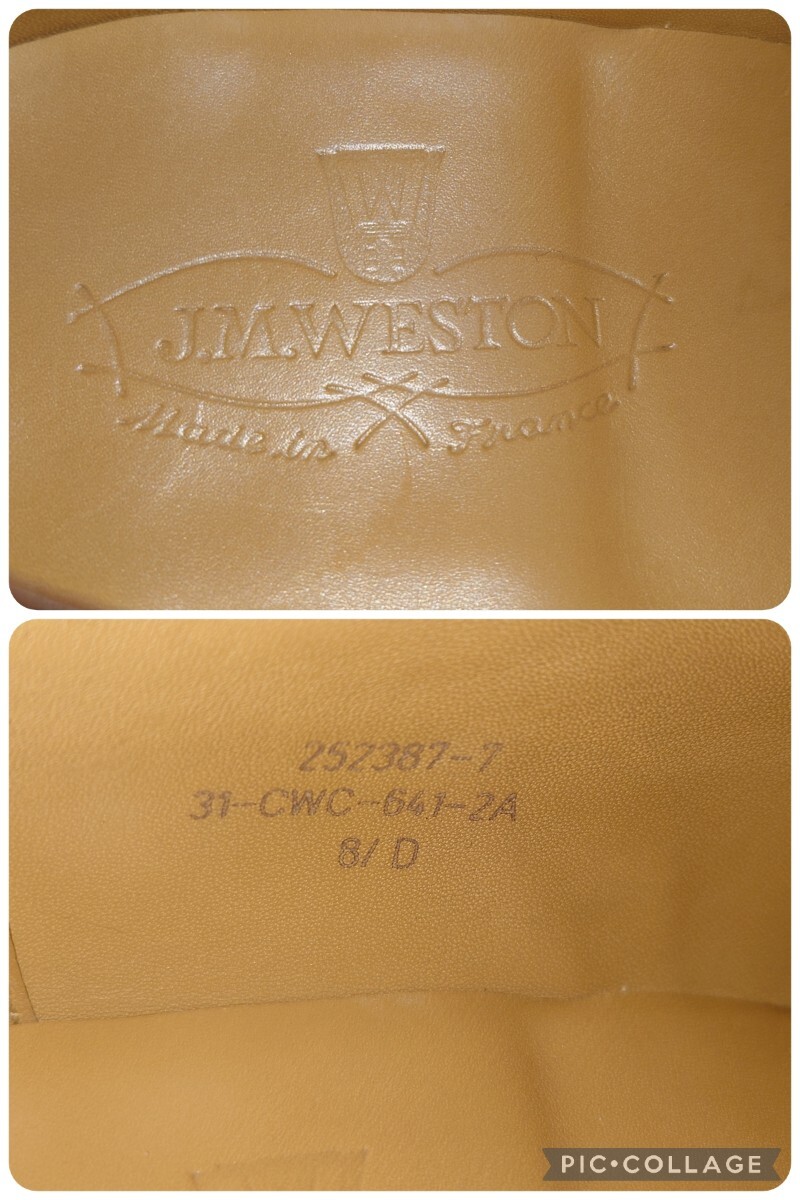 W
J.M.WESTON
Made in France
252387-7
31-CWC-641-2A
8/ D
PIC•COLLAGE